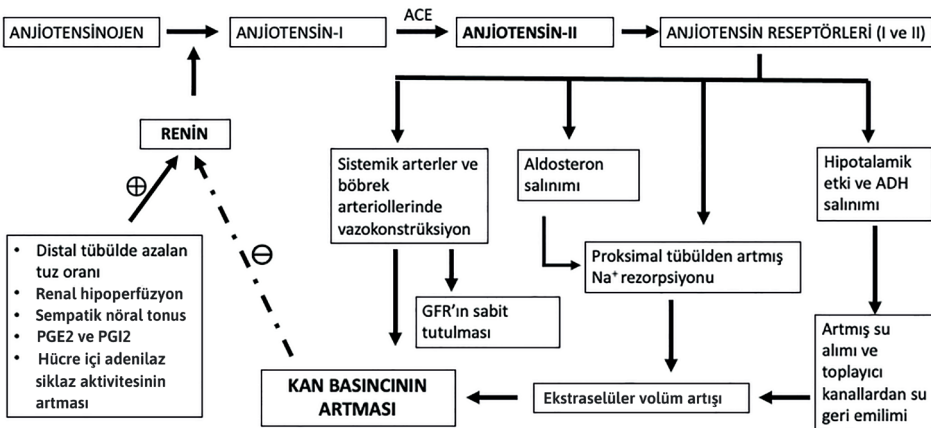 ACE
ANJİOTENSİNOJEN
ANJİOTENSİN-I
ANJİOTENSİN-II
ANJİOTENSİN RESEPTÖRLERİ (I ve II)
RENİN
⊕
⊖
• Distal tübülde azalan
tuz oranı
• Renal hipoperfüzyon
• Sempatik nöral tonus
• PGE2 ve PGI2
• Hücre içi adenilaz
siklaz aktivitesinin
artması
Sistemik arterler ve
böbrek
arteriollerinde
vazokonstrüksiyon
GFR’ın sabit
tutulması
Aldosteron
salınımı
Proksimal tübülden artmış
Na⁺ rezorpsiyonu
Hipotalamik
etki ve ADH
salınımı
Artmış su
alımı ve
toplayıcı
kanallardan su
geri emilimi
Ekstraselüler volüm artışı
KAN BASINCININ
ARTMASI